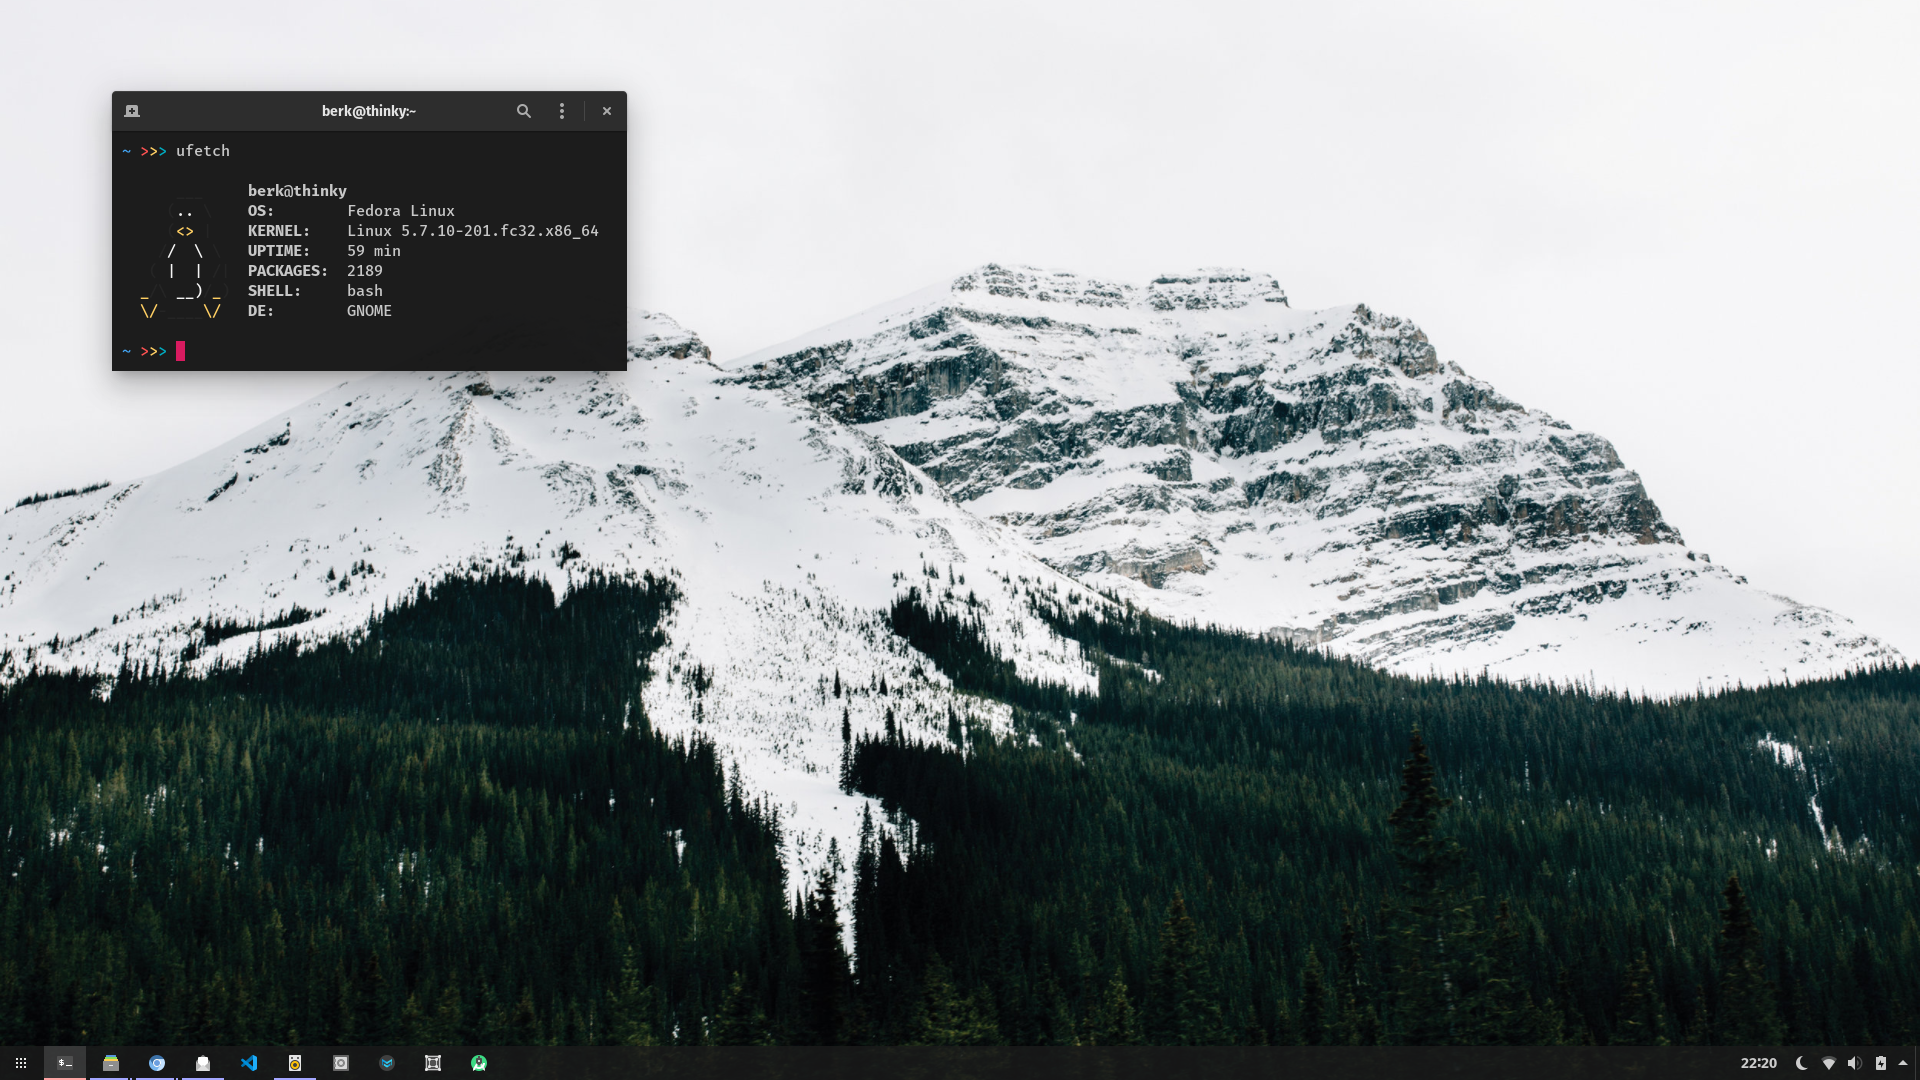 berk@thinky:~
~ >>> ufetch
berk@thinky
OS: Fedora Linux
KERNEL: Linux 5.7.10-201.fc32.x86_64
UPTIME: 59 min
PACKAGES: 2189
SHELL: bash
DE: GNOME
~ >>>
22:20